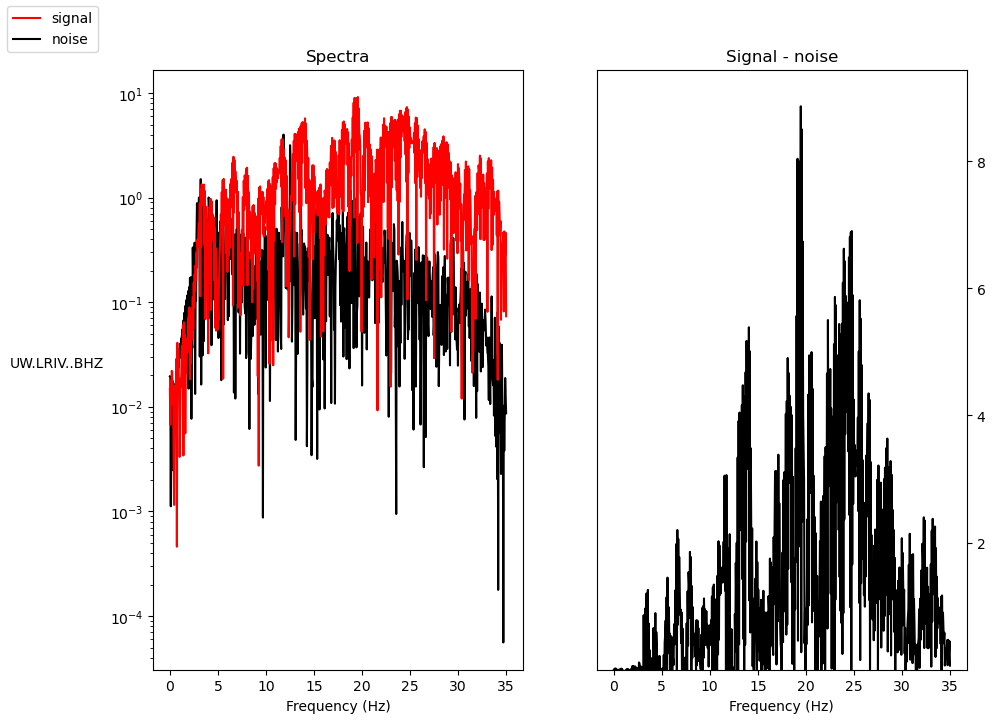 signal
noise
Spectra
Signal - noise
10^1
10^0
10^-1
10^-2
10^-3
10^-4
UW.LRIV..BHZ
8
6
4
2
0 5 10 15 20 25 30 35
0 5 10 15 20 25 30 35
Frequency (Hz)
Frequency (Hz)